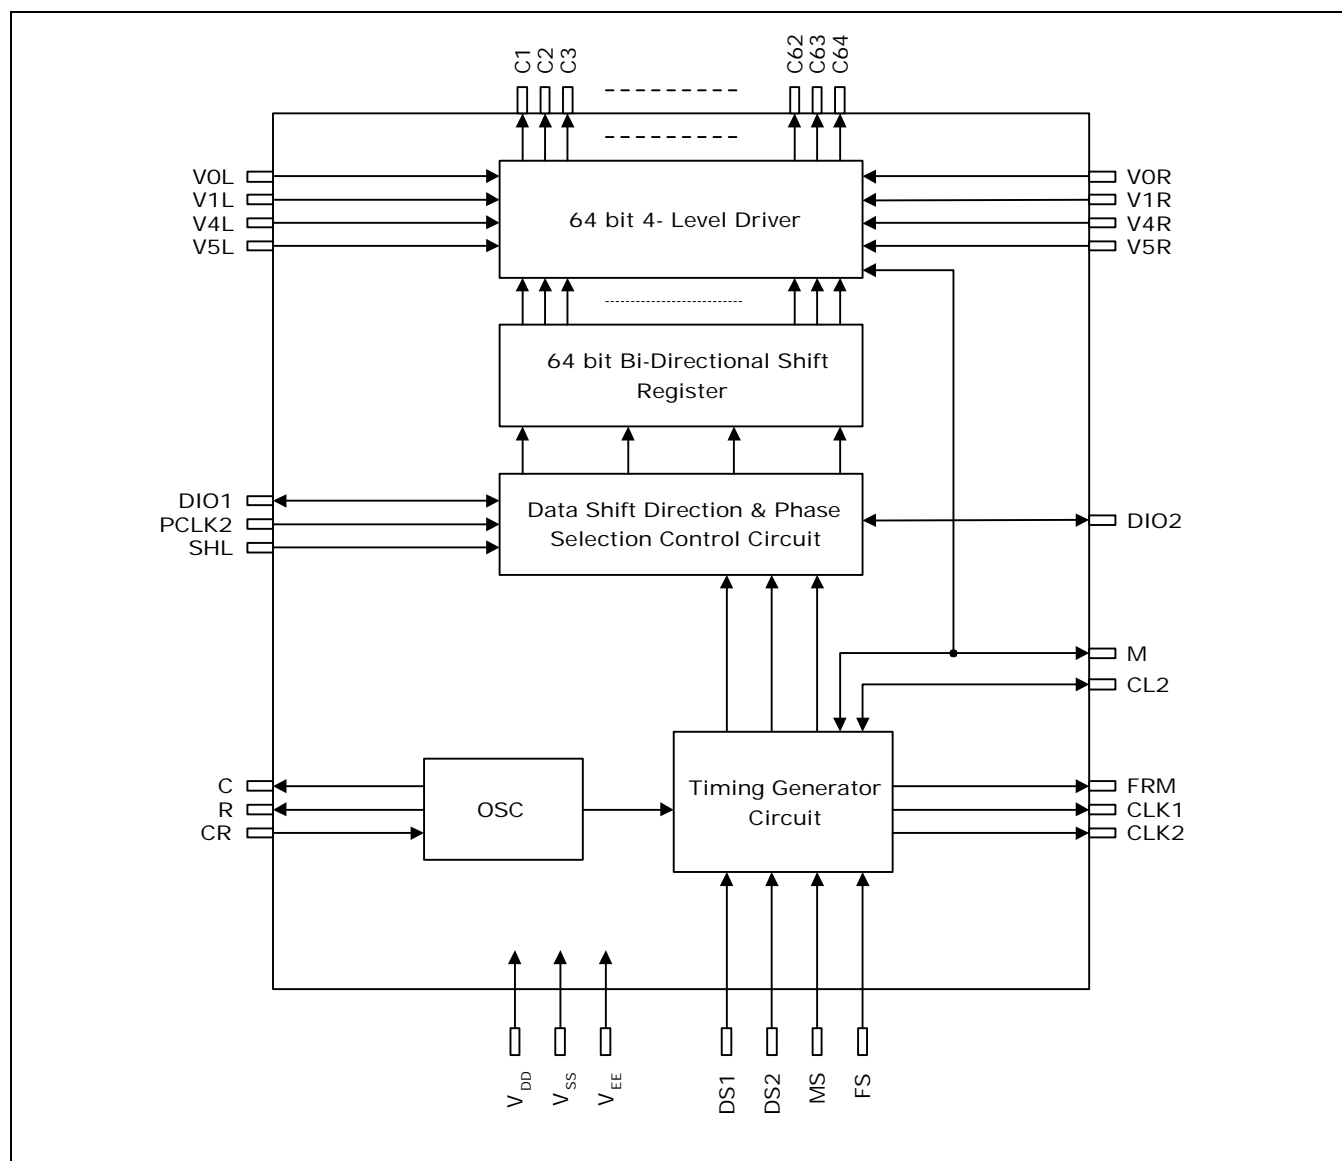 C1 C2 C3 C62 C63 C64
V0L V0R
V1L V1R
64 bit 4- Level Driver
V4L V4R
V5L V5R
64 bit Bi-Directional Shift
Register
DIO1
Data Shift Direction & Phase
PCLK2
DIO2
Selection Control Circuit
SHL
M
CL2
C
Timing Generator
FRM
R
OSC
Circuit
CLK1
CR
CLK2
VDD VSS VEE DS1 DS2 MS FS